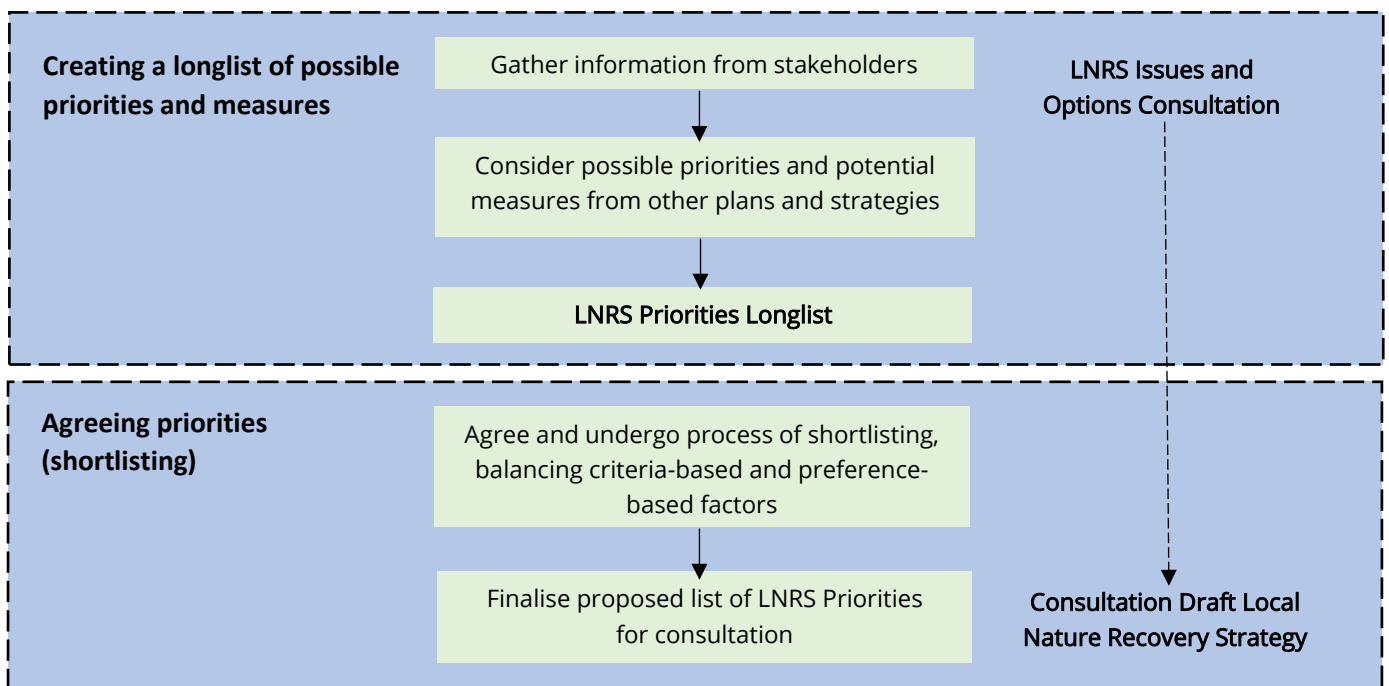 Creating a longlist of possible
priorities and measures
Gather information from stakeholders
Consider possible priorities and potential
measures from other plans and strategies
LNRS Priorities Longlist
LNRS Issues and
Options Consultation
Agreeing priorities
(shortlisting)
Agree and undergo process of shortlisting,
balancing criteria-based and preference-
based factors
Finalise proposed list of LNRS Priorities
for consultation
Consultation Draft Local
Nature Recovery Strategy